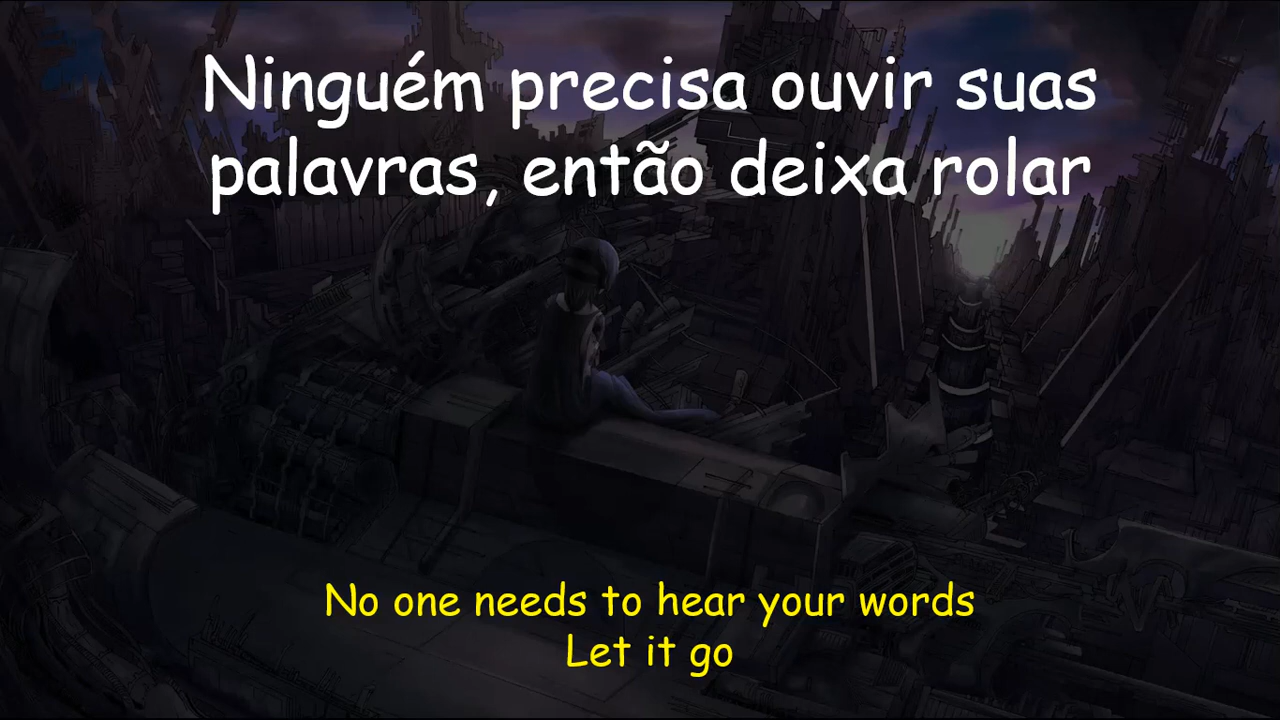 Ninguém precisa ouvir suas
palavras, então deixa rolar
No one needs to hear your words
Let it go